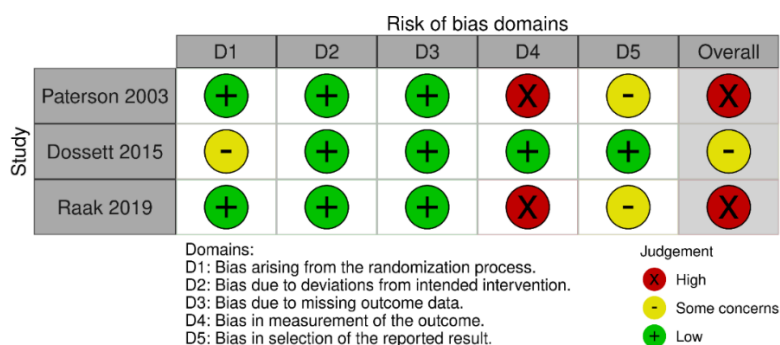 Risk of bias domains
D1 D2 D3 D4 D5 Overall
Study
Paterson 2003 + + + X - X
Dossett 2015 - + + + + -
Raak 2019 + + + X - X
Domains:
D1: Bias arising from the randomization process.
D2: Bias due to deviations from intended intervention.
D3: Bias due to missing outcome data.
D4: Bias in measurement of the outcome.
D5: Bias in selection of the reported result.
Judgement
X High
- Some concerns
+ Low